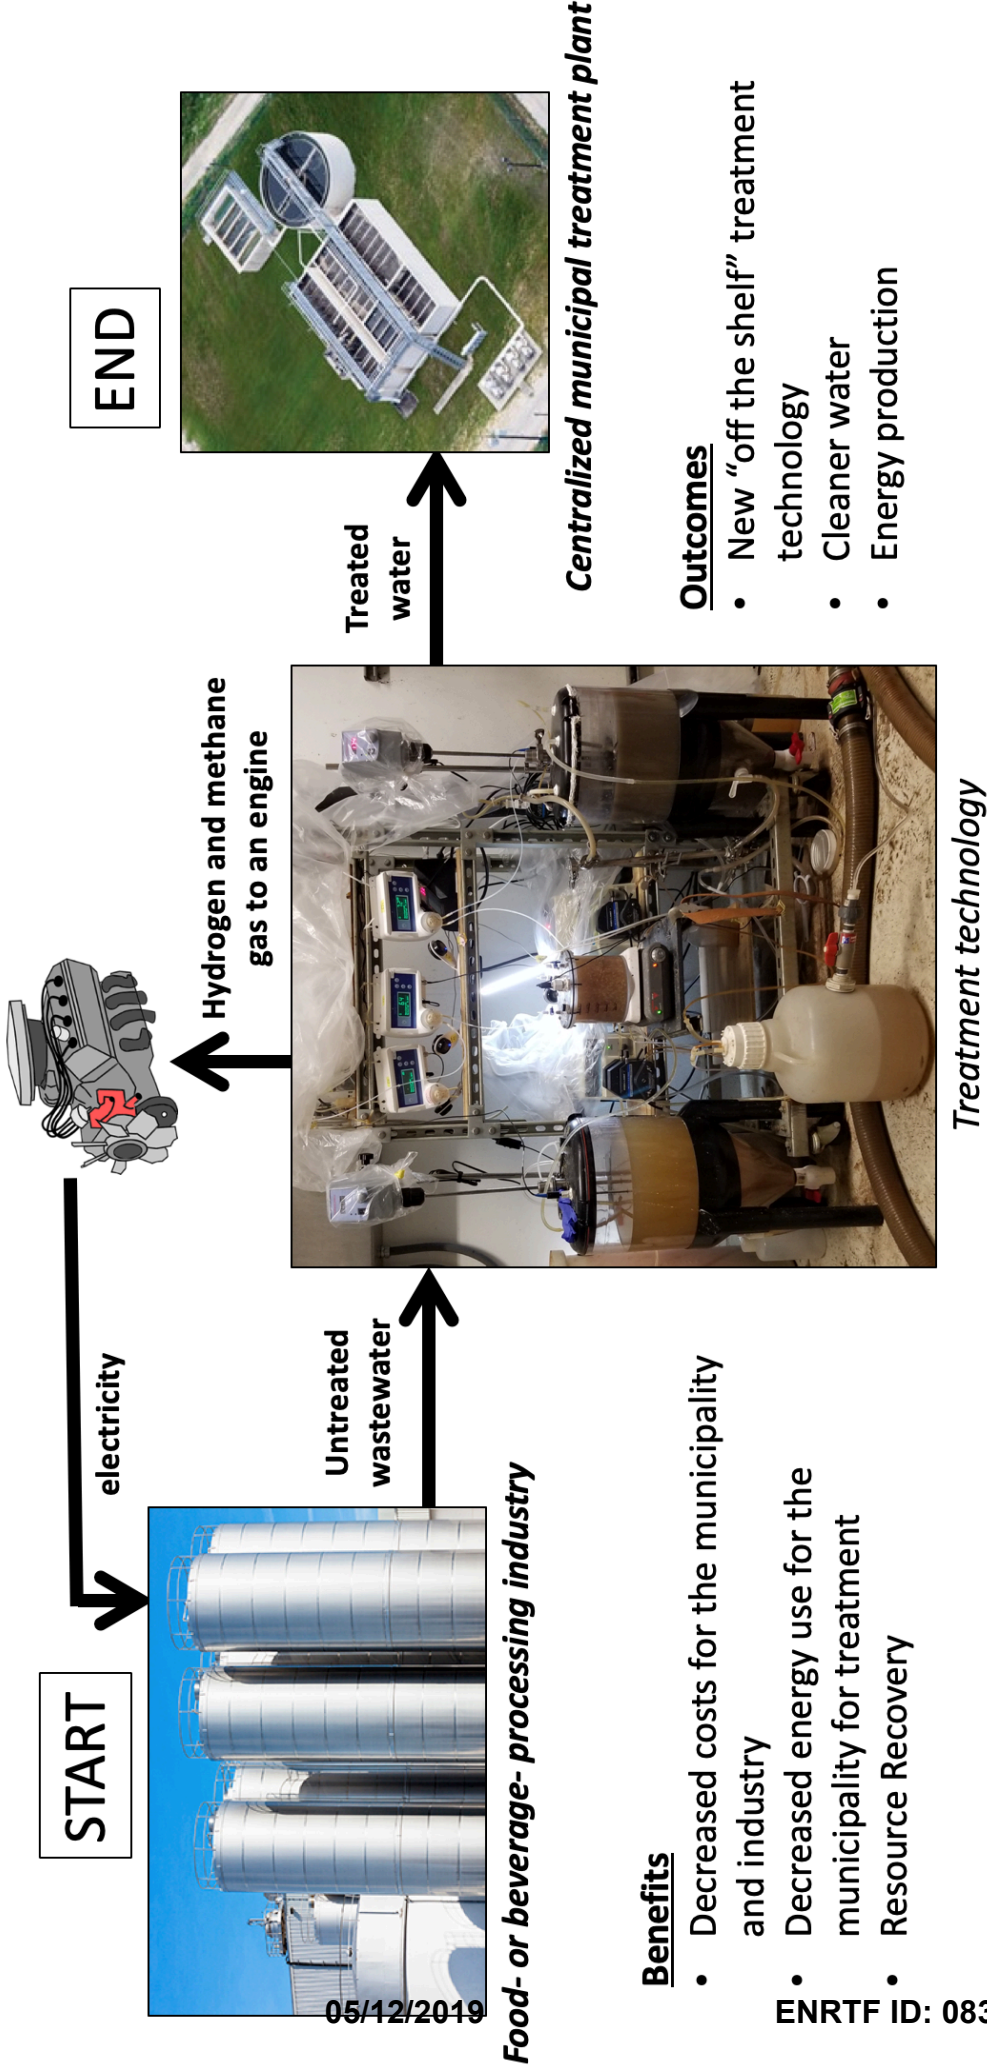 START
END
electricity
Hydrogen and methane
gas to an engine
Untreated
wastewater
Treated
water
Food- or beverage- processing industry
Treatment technology
Centralized municipal treatment plant
Benefits
• Decreased costs for the municipality
and industry
• Decreased energy use for the
municipality for treatment
• Resource Recovery
Outcomes
• New “off the shelf” treatment
technology
• Cleaner water
• Energy production
05/12/2019
ENRTF ID: 083